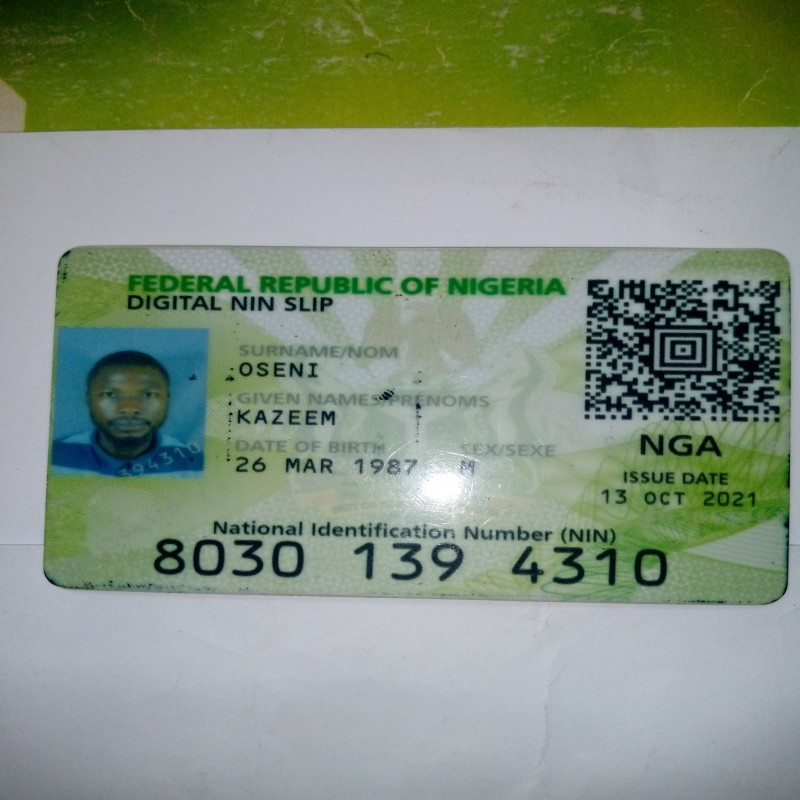 FEDERAL REPUBLIC OF NIGERIA
DIGITAL NIN SLIP
SURNAME/NOM
OSENI
GIVEN NAMES/PRENOMS
KAZEEM
DATE OF BIRTH SEX/SEXE
26 MAR 1987 M
394310
NGA
ISSUE DATE
13 OCT 2021
National Identification Number (NIN)
8030 139 4310